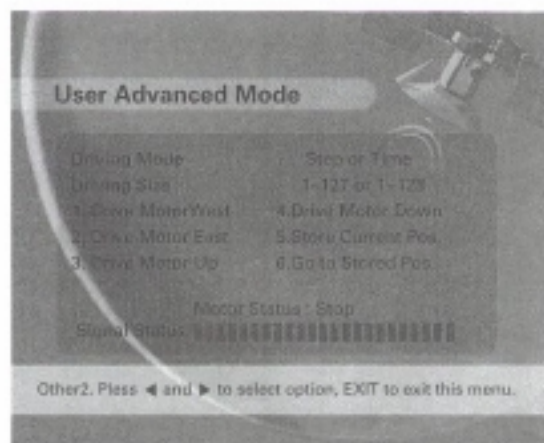 User Advanced Mode
Driving Mode Step or Time
Driving Size 1~127 or 1~128
1. Drive Motor West 4.Drive Motor Down
2. Drive Motor East 5.Store Current Pos.
3. Drive Motor Up 6.Go to Stored Pos.
Motor Status : Stop
Signal Status
Other2. Pless ◀ and ▶ to select option, EXIT to exit this menu.